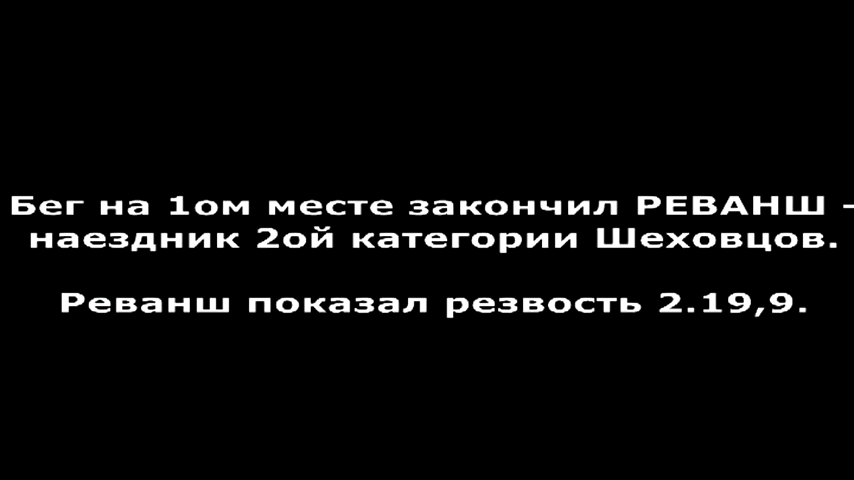 Бег на 1ом месте закончил РЕВАНШ -
наездник 2ой категории Шеховцов.
Реванш показал резвость 2.19,9.